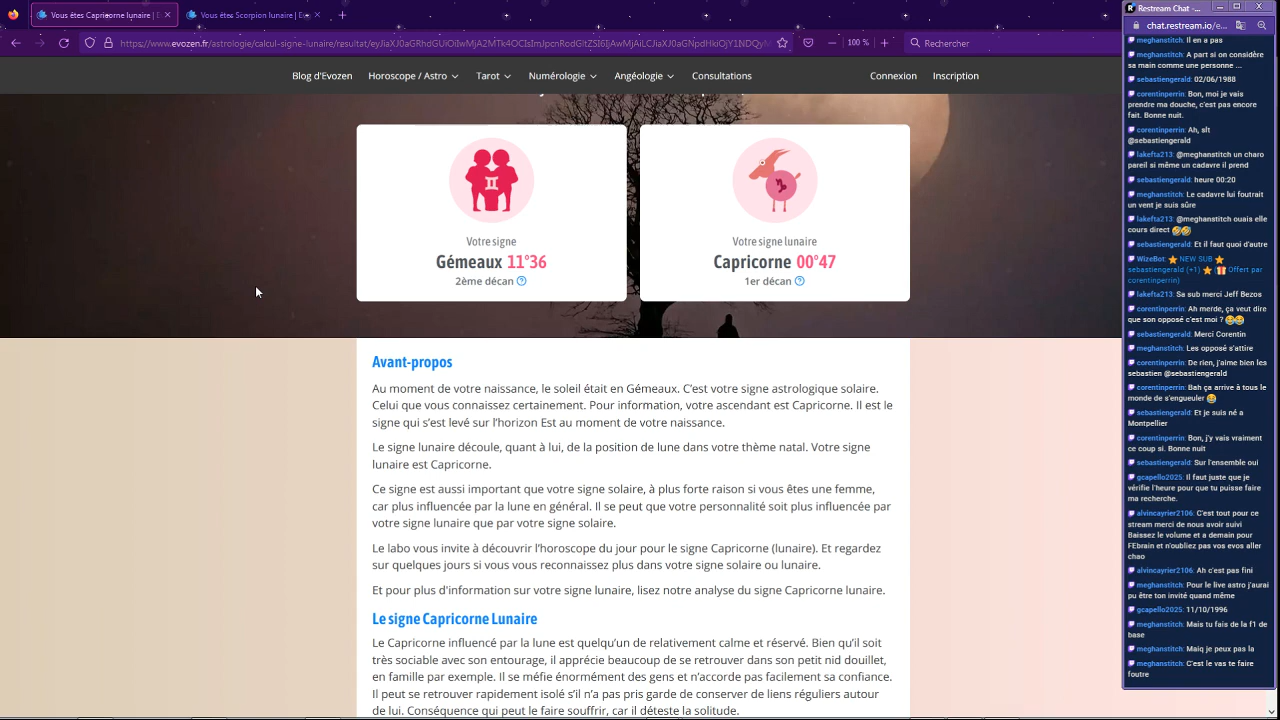 Vous êtes Capricorne lunaire | E
Vous êtes Scorpion lunaire | E
https://www.evozen.fr/astrologie/calcul-signe-lunaire/resultat/
100 %
Rechercher
Blog d'Evozen
Horoscope / Astro
Tarot
Numérologie
Angéologie
Consultations
Connexion
Inscription
Votre signe
Gémeaux 11°36
2ème décan
Votre signe lunaire
Capricorne 00°47
1er décan
Avant-propos
Au moment de votre naissance, le soleil était en Gémeaux. C'est votre signe astrologique solaire.
Celui que vous connaissez certainement. Pour information, votre ascendant est Capricorne. Il est le
signe qui s'est levé sur l'horizon Est au moment de votre naissance.
Le signe lunaire découle, quant à lui, de la position de lune dans votre thème natal. Votre signe
lunaire est Capricorne.
Ce signe est aussi important que votre signe solaire, à plus forte raison si vous êtes une femme,
car plus influencée par la lune en général. Il se peut que votre personnalité soit plus influencée par
votre signe lunaire que par votre signe solaire.
Le labo vous invite à découvrir l'horoscope du jour pour le signe Capricorne (lunaire). Et regardez
sur quelques jours si vous vous reconnaissez plus dans votre signe solaire ou lunaire.
Et pour plus d'information sur votre signe lunaire, lisez notre analyse du signe Capricorne lunaire.
Le signe Capricorne Lunaire
Le Capricorne influencé par la lune est quelqu'un de relativement calme et réservé. Bien qu'il soit
très sociable avec son entourage, il apprécie beaucoup de se retrouver dans son petit nid douillet,
en famille par exemple. Il se méfie énormément des gens et n'accorde pas facilement sa confiance.
Il peut se retrouver rapidement isolé s'il n'a pas pris garde de conserver de liens réguliers autour
de lui. Conséquence qui peut le faire souffrir, car il déteste la solitude.
Restream Chat -...
chat.restream.io/e...
meghanstitch: Il en a pas
meghanstitch: A part si on considère
sa main comme une personne ...
sebastiengerald: 02/06/1988
corentinperrin: Bon, moi je vais
prendre ma douche, c'est pas encore
fait. Bonne nuit.
corentinperrin: Ah, slt
@sebastiengerald
lakefta213: @meghanstitch un charo
pareil si même un cadavre il prend
sebastiengerald: heure 00:20
meghanstitch: Le cadavre lui foutrait
un vent je suis sûre
lakefta213: @meghanstitch ouais elle
cours direct 🤣🤣
sebastiengerald: Et il faut quoi d'autre
WizeBot: ⭐ NEW SUB ⭐
sebastiengerald (+1) ⭐ (🎁 Offert par
corentinperrin)
lakefta213: Sa sub merci Jeff Bezos
corentinperrin: Ah merde, ça veut dire
que son opposé c'est moi ? 😂😂
sebastiengerald: Merci Corentin
meghanstitch: Les opposé s'attire
corentinperrin: De rien, j'aime bien les
sebastien @sebastiengerald
corentinperrin: Bah ça arrive à tous le
monde de s'engueuler 😅
sebastiengerald: Et je suis né a
Montpellier
corentinperrin: Bon, j'y vais vraiment
ce coup si. Bonne nuit
sebastiengerald: Sur l'ensemble oui
gcapello2025: Il faut juste que je
vérifie l'heure pour que tu puisse faire
ma recherche.
alvincayrier2106: C'est tout pour ce
stream merci de nous avoir suivi
Baissez le volume et a demain pour
FEbrain et n'oubliez pas vos evos aller
chao
alvincayrier2106: Ah c'est pas fini
meghanstitch: Pour le live astro j'aurai
pu être ton invité quand même
gcapello2025: 11/10/1996
meghanstitch: Mais tu fais de la f1 de
base
meghanstitch: Maiq je peux pas la
meghanstitch: C'est le vas te faire
foutre